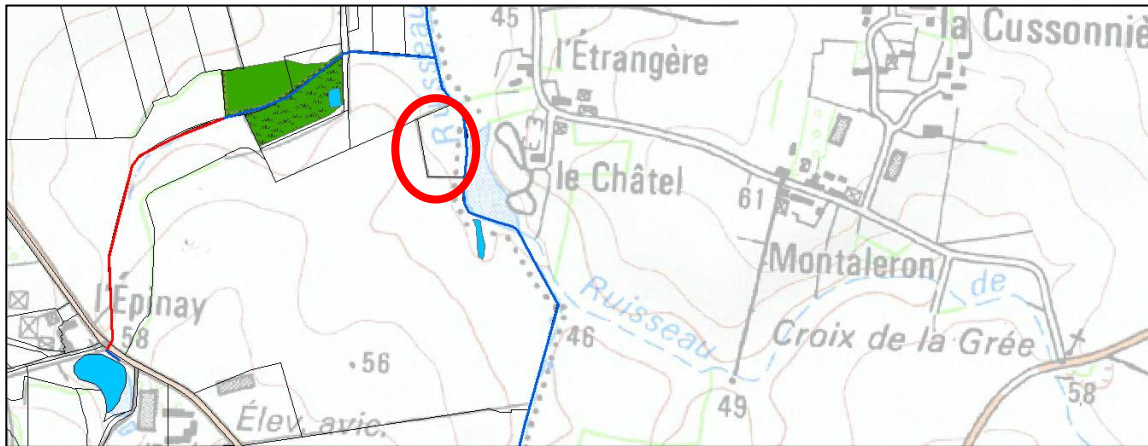 45
la Cussonniè
l'Étrangère
Ruisseau
le Châtel
61
Montaleron
Ruisseau
de
l'Épinay
58
46
Croix de la Grée
56
49
58
Élev. avic.